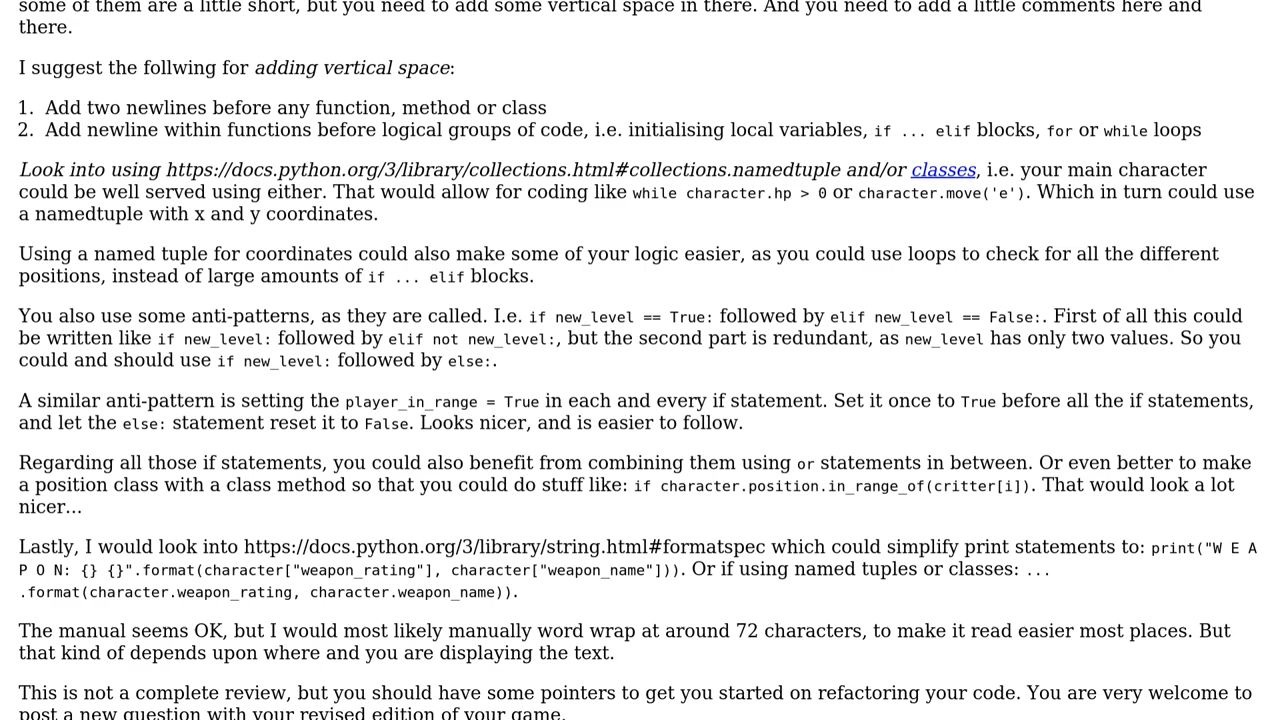 some of them are a little short, but you need to add some vertical space in there. And you need to add a little comments here and
there.
I suggest the follwing for adding vertical space:
1. Add two newlines before any function, method or class
2. Add newline within functions before logical groups of code, i.e. initialising local variables, if ... elif blocks, for or while loops
Look into using https://docs.python.org/3/library/collections.html#collections.namedtuple and/or classes, i.e. your main character
could be well served using either. That would allow for coding like while character.hp > 0 or character.move('e'). Which in turn could use
a namedtuple with x and y coordinates.
Using a named tuple for coordinates could also make some of your logic easier, as you could use loops to check for all the different
positions, instead of large amounts of if ... elif blocks.
You also use some anti-patterns, as they are called. I.e. if new_level == True: followed by elif new_level == False:. First of all this could
be written like if new_level: followed by elif not new_level:, but the second part is redundant, as new_level has only two values. So you
could and should use if new_level: followed by else:.
A similar anti-pattern is setting the player_in_range = True in each and every if statement. Set it once to True before all the if statements,
and let the else: statement reset it to False. Looks nicer, and is easier to follow.
Regarding all those if statements, you could also benefit from combining them using or statements in between. Or even better to make
a position class with a class method so that you could do stuff like: if character.position.in_range_of(critter[i]). That would look a lot
nicer...
Lastly, I would look into https://docs.python.org/3/library/string.html#formatspec which could simplify print statements to: print("W E A
P O N: {} {}".format(character["weapon_rating"], character["weapon_name"])). Or if using named tuples or classes: ...
.format(character.weapon_rating, character.weapon_name)).
The manual seems OK, but I would most likely manually word wrap at around 72 characters, to make it read easier most places. But
that kind of depends upon where and you are displaying the text.
This is not a complete review, but you should have some pointers to get you started on refactoring your code. You are very welcome to
post a new question with your revised edition of your game.